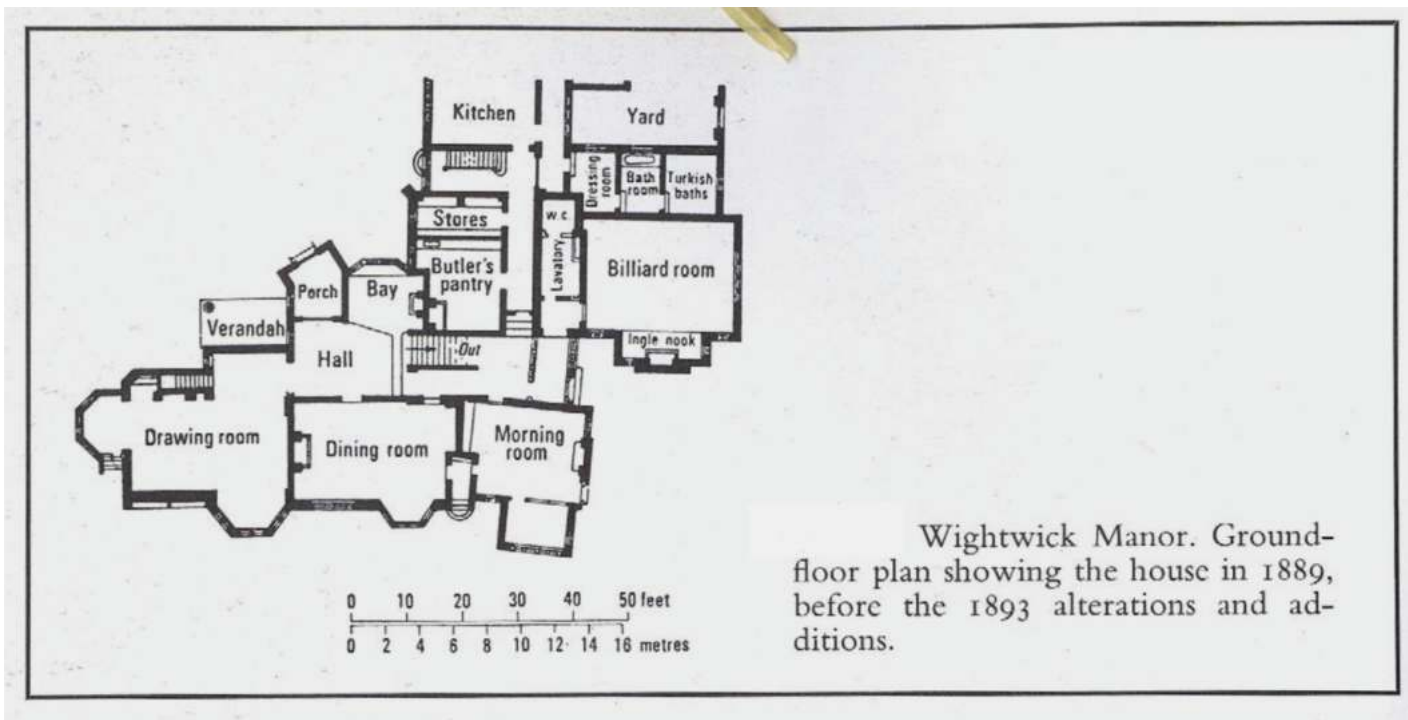 Kitchen
Yard
Dressing
room
Bath
room
Turkish
baths
Stores
W.C.
Lavatory
Butler's
pantry
Billiard room
Porch
Bay
Verandah
Hall
Out
Ingle nook
Drawing room
Dining room
Morning
room
0 10 20 30 40 50 feet
0 2 4 6 8 10 12 14 16 metres
Wightwick Manor. Ground-
floor plan showing the house in 1889,
before the 1893 alterations and ad-
ditions.